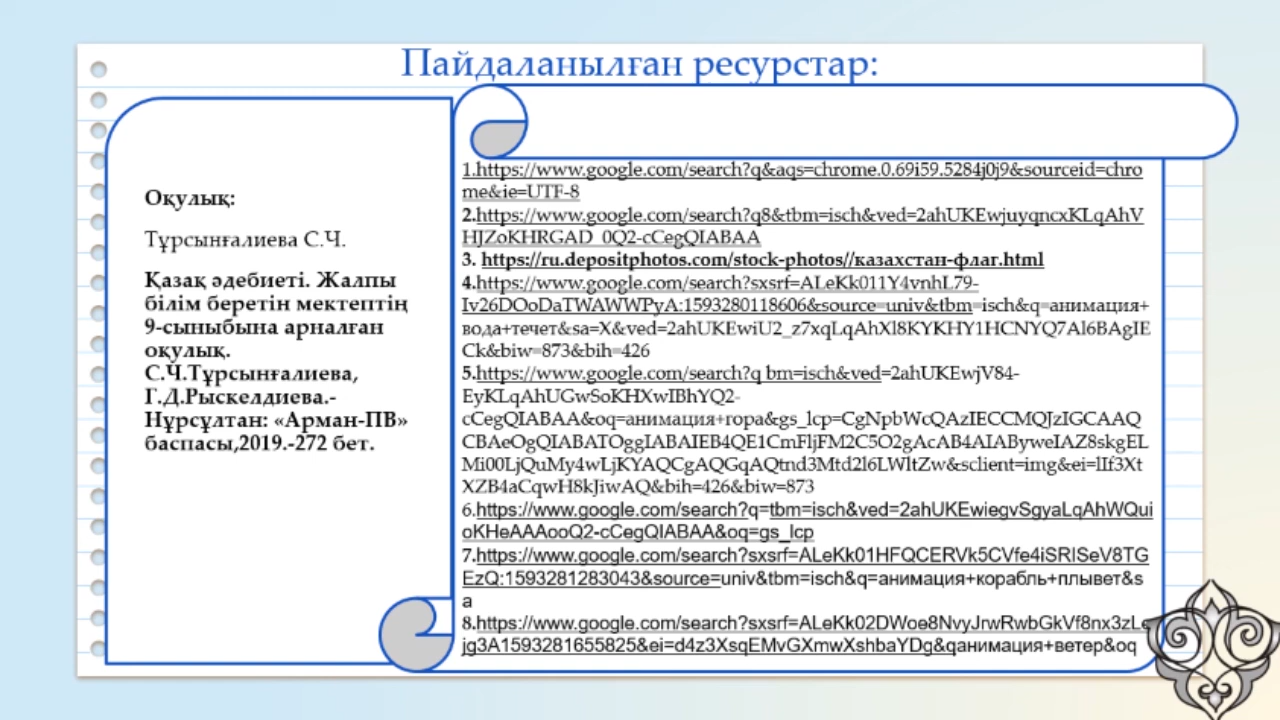 Пайдаланылған ресурстар:
Оқулық:
Тұрсынғалиева С.Ч.
Қазақ әдебиеті. Жалпы
білім беретін мектептің
9-сыныбына арналған
оқулық.
С.Ч.Тұрсынғалиева,
Г.Д.Рыскелдиева.-
Нұрсұлтан: «Арман-ПВ»
баспасы,2019.-272 бет.
1.https://www.google.com/search?q&aqs=chrome.0.69i59.5284j0j9&sourceid=chro
me&ie=UTF-8
2.https://www.google.com/search?q8&tbm=isch&ved=2ahUKEwjuyqncxKLqAhV
HJZoKHRGAD_0Q2-cCegQIABAA
3. https://ru.depositphotos.com/stock-photos//казахстан-флаг.html
4.https://www.google.com/search?sxsrf=ALeKk011Y4vnhL79-
Iv26DOoDaTWAWWPyA:1593280118606&source=univ&tbm=isch&q=анимация+
вода+течет&sa=X&ved=2ahUKEwiU2_z7xqLqAhXl8KYKHY1HCNYQ7Al6BAgIE
Ck&biw=873&bih=426
5.https://www.google.com/search?q bm=isch&ved=2ahUKEwjV84-
EyKLqAhUGwSoKHXwIBhYQ2-
cCegQIABAA&oq=анимация+гора&gs_lcp=CgNpbWcQAzIECCMQJzIGCAAQ
CBAeOgQIABATOggIABAIEB4QE1CmFljFM2C5O2gAcAB4AIAByweIAZ8skgEL
Mi00LjQuMy4wLjKYAQCgAQGqAQtnd3Mtd2l6LWltZw&sclient=img&ei=lIf3Xt
XZB4aCqwH8kJiwAQ&bih=426&biw=873
6.https://www.google.com/search?q=tbm=isch&ved=2ahUKEwiegvSgyaLqAhWQui
oKHeAAAooQ2-cCegQIABAA&oq=gs_lcp
7.https://www.google.com/search?sxsrf=ALeKk01HFQCERVk5CVfe4iSRISeV8TG
EzQ:1593281283043&source=univ&tbm=isch&q=анимация+корабль+плывет&s
a
8.https://www.google.com/search?sxsrf=ALeKk02DWoe8NvyJrwRwbGkVf8nx3zLe
jg3A1593281655825&ei=d4z3XsqEMvGXmwXshbaYDg&qанимация+ветер&oq